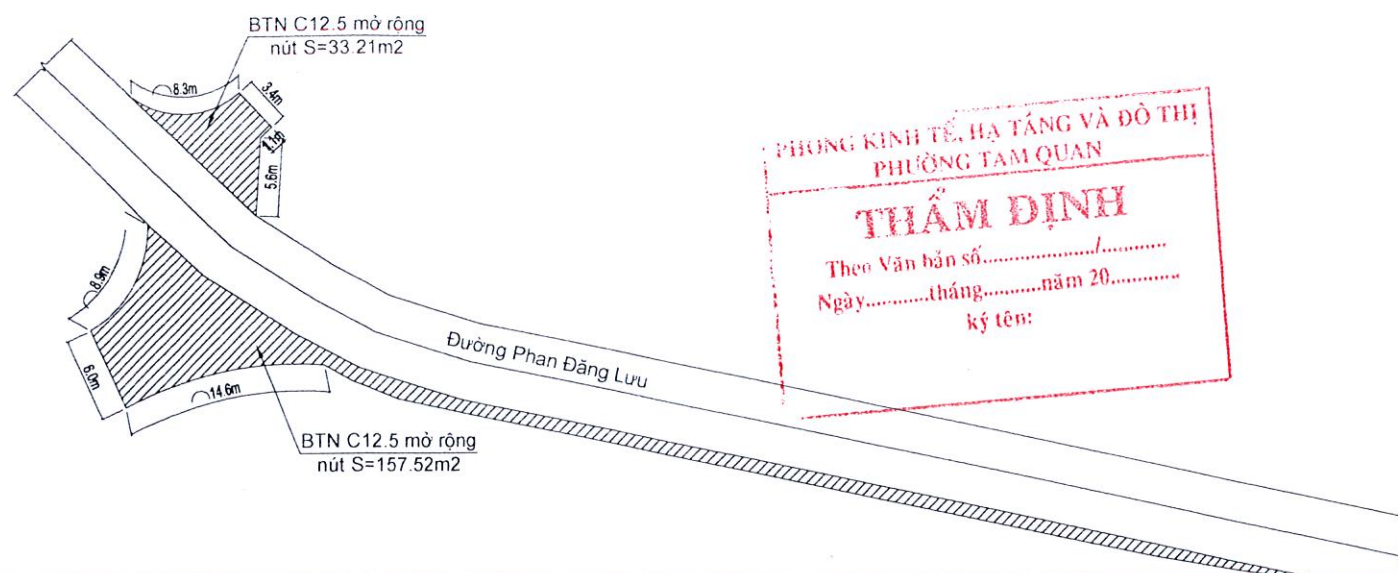 BTN C12.5 mở rộng
nút S=33.21m2
8.3m
3.4m
5.6m
8.9m
6.0m
14.6m
Đường Phan Đăng Lưu
BTN C12.5 mở rộng
nút S=157.52m2
PHÒNG KINH TẾ, HẠ TẦNG VÀ ĐÔ THỊ
PHƯỜNG TAM QUAN
THẨM ĐỊNH
Theo Văn bản số...................../............
Ngày............tháng...........năm 20.............
ký tên: